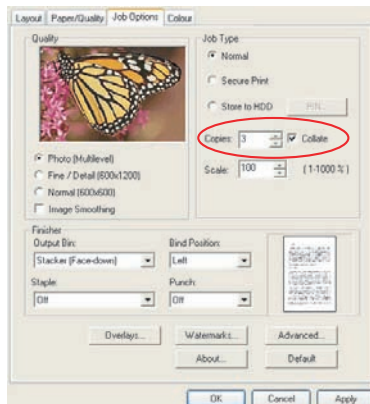 Layout Paper/Quality Job Options Colour
Quality
Photo (Multilevel)
Fine / Detail (600x1200)
Normal (600x600)
Image Smoothing
Job Type
Normal
Secure Print
Store to HDD PIN...
Copies: 3 Collate
Scale: 100 (1-1000 %)
Finisher
Output Bin: Bind Position:
Stacker (Face-down) Left
Staple: Punch:
Off Off
Overlays... Watermarks... Advanced...
About... Default
OK Cancel Apply